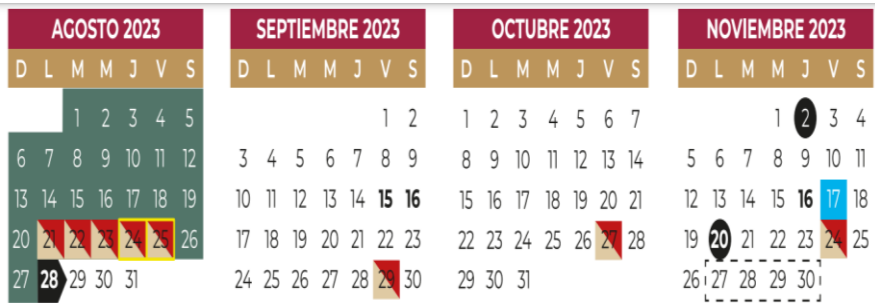 AGOSTO 2023
D L M M J V S
1 2 3 4 5
6 7 8 9 10 11 12
13 14 15 16 17 18 19
20 21 22 23 24 25 26
27 28 29 30 31
SEPTIEMBRE 2023
D L M M J V S
1 2
3 4 5 6 7 8 9
10 11 12 13 14 15 16
17 18 19 20 21 22 23
24 25 26 27 28 29 30
OCTUBRE 2023
D L M M J V S
1 2 3 4 5 6 7
8 9 10 11 12 13 14
15 16 17 18 19 20 21
22 23 24 25 26 27 28
29 30 31
NOVIEMBRE 2023
D L M M J V S
1 2 3 4
5 6 7 8 9 10 11
12 13 14 15 16 17 18
19 20 21 22 23 24 25
26 27 28 29 30